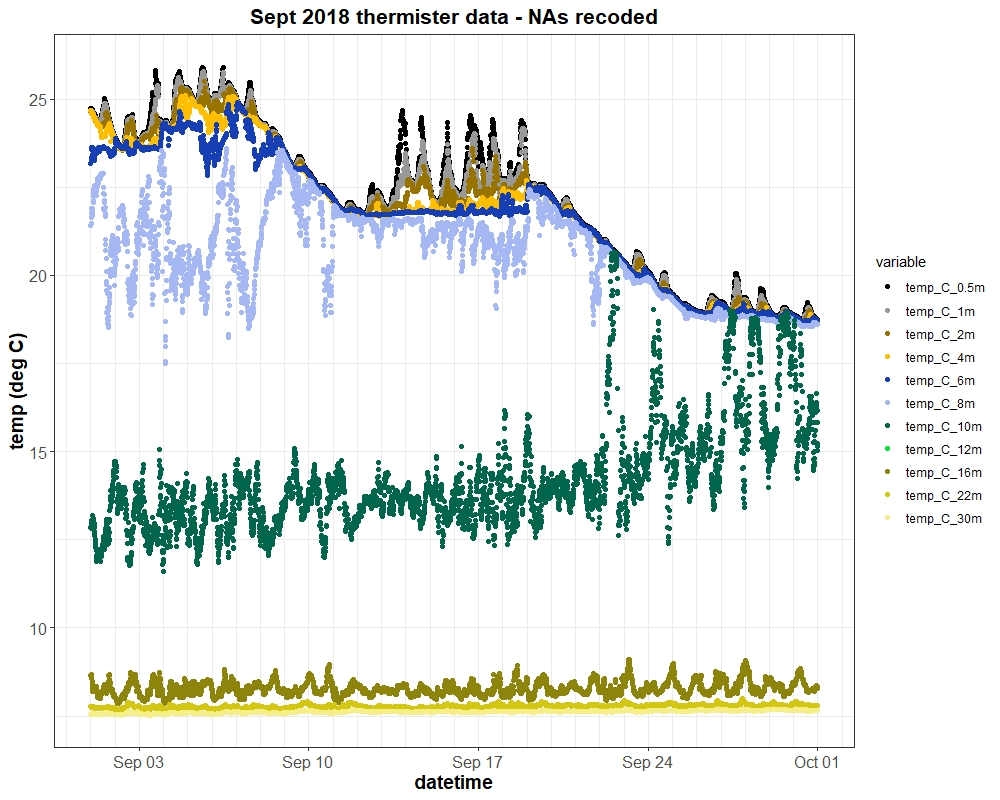 Sept 2018 thermister data - NAs recoded
temp (deg C)
25
20
15
10
Sep 03
Sep 10
Sep 17
Sep 24
Oct 01
datetime
variable
temp_C_0.5m
temp_C_1m
temp_C_2m
temp_C_4m
temp_C_6m
temp_C_8m
temp_C_10m
temp_C_12m
temp_C_16m
temp_C_22m
temp_C_30m